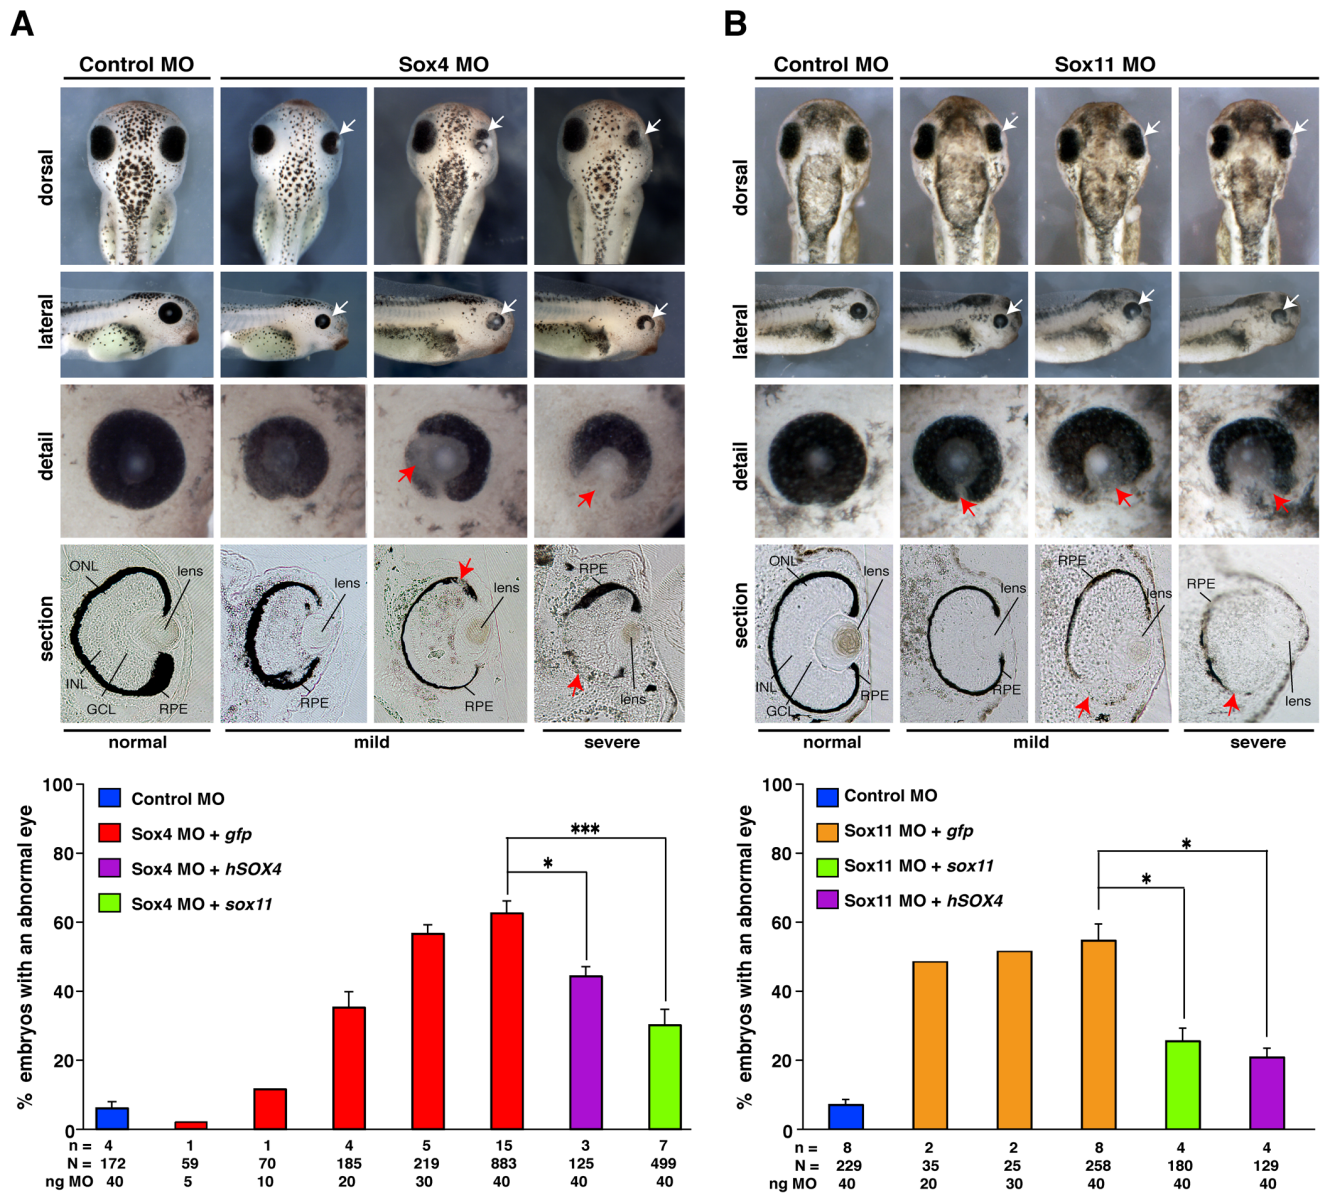 A
Control MO
Sox4 MO
dorsal
lateral
detail
section
ONL
lens
INL
GCL
RPE
lens
RPE
lens
RPE
RPE
lens
normal
mild
severe
% embryos with an abnormal eye
100
80
60
40
20
0
Control MO
Sox4 MO + gfp
Sox4 MO + hSOX4
Sox4 MO + sox11
*
***
n = 4 1 1 4 5 15 3 7
N = 172 59 70 185 219 883 125 499
ng MO 40 5 10 20 30 40 40 40
B
Control MO
Sox11 MO
dorsal
lateral
detail
section
ONL
lens
INL
GCL
RPE
lens
RPE
RPE
lens
RPE
lens
normal
mild
severe
% embryos with an abnormal eye
100
80
60
40
20
0
Control MO
Sox11 MO + gfp
Sox11 MO + sox11
Sox11 MO + hSOX4
*
*
n = 8 2 2 8 4 4
N = 229 35 25 258 180 129
ng MO 40 20 30 40 40 40